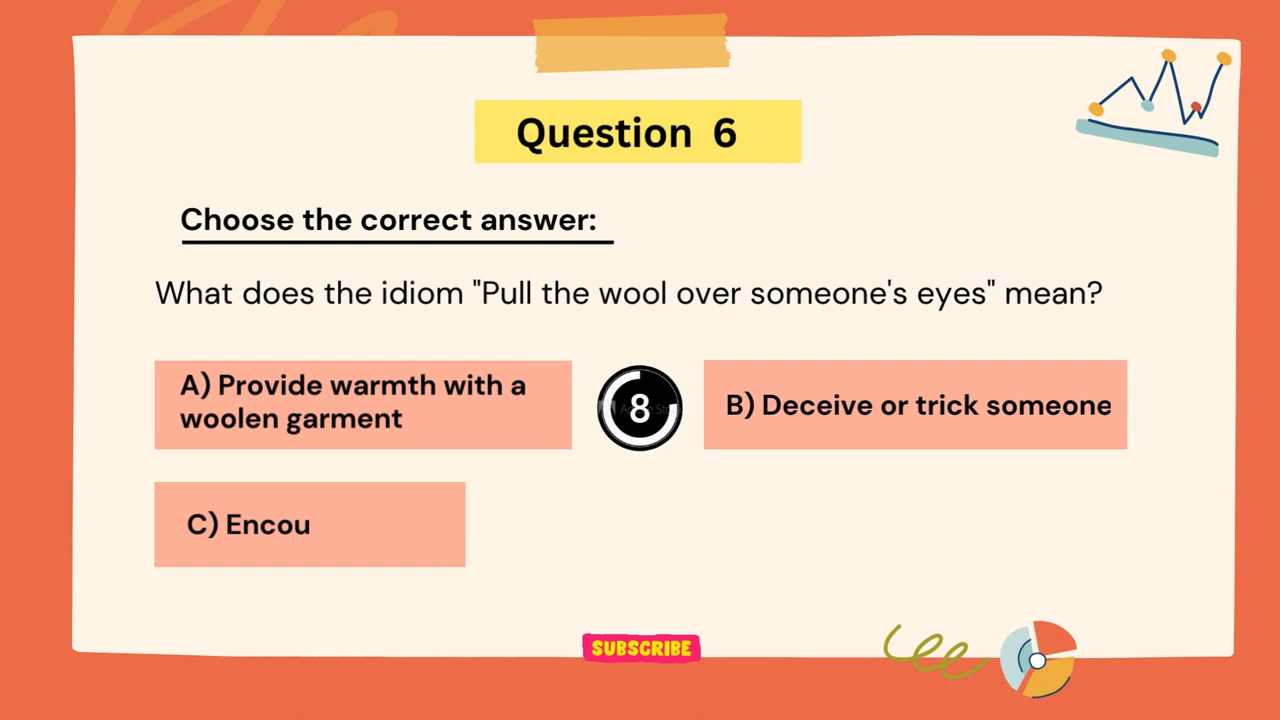 Question 6
Choose the correct answer:
What does the idiom "Pull the wool over someone's eyes" mean?
A) Provide warmth with a
woolen garment
8
B) Deceive or trick someone
C) Encou
SUBSCRIBE